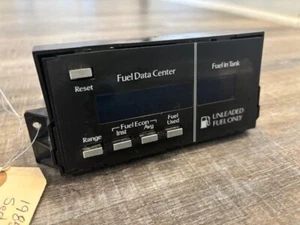 Fuel Data Center
Fuel in Tank
Reset
Range
Fuel Econ
Inst
Avg
Fuel
Used
UNLEADED
FUEL ONLY